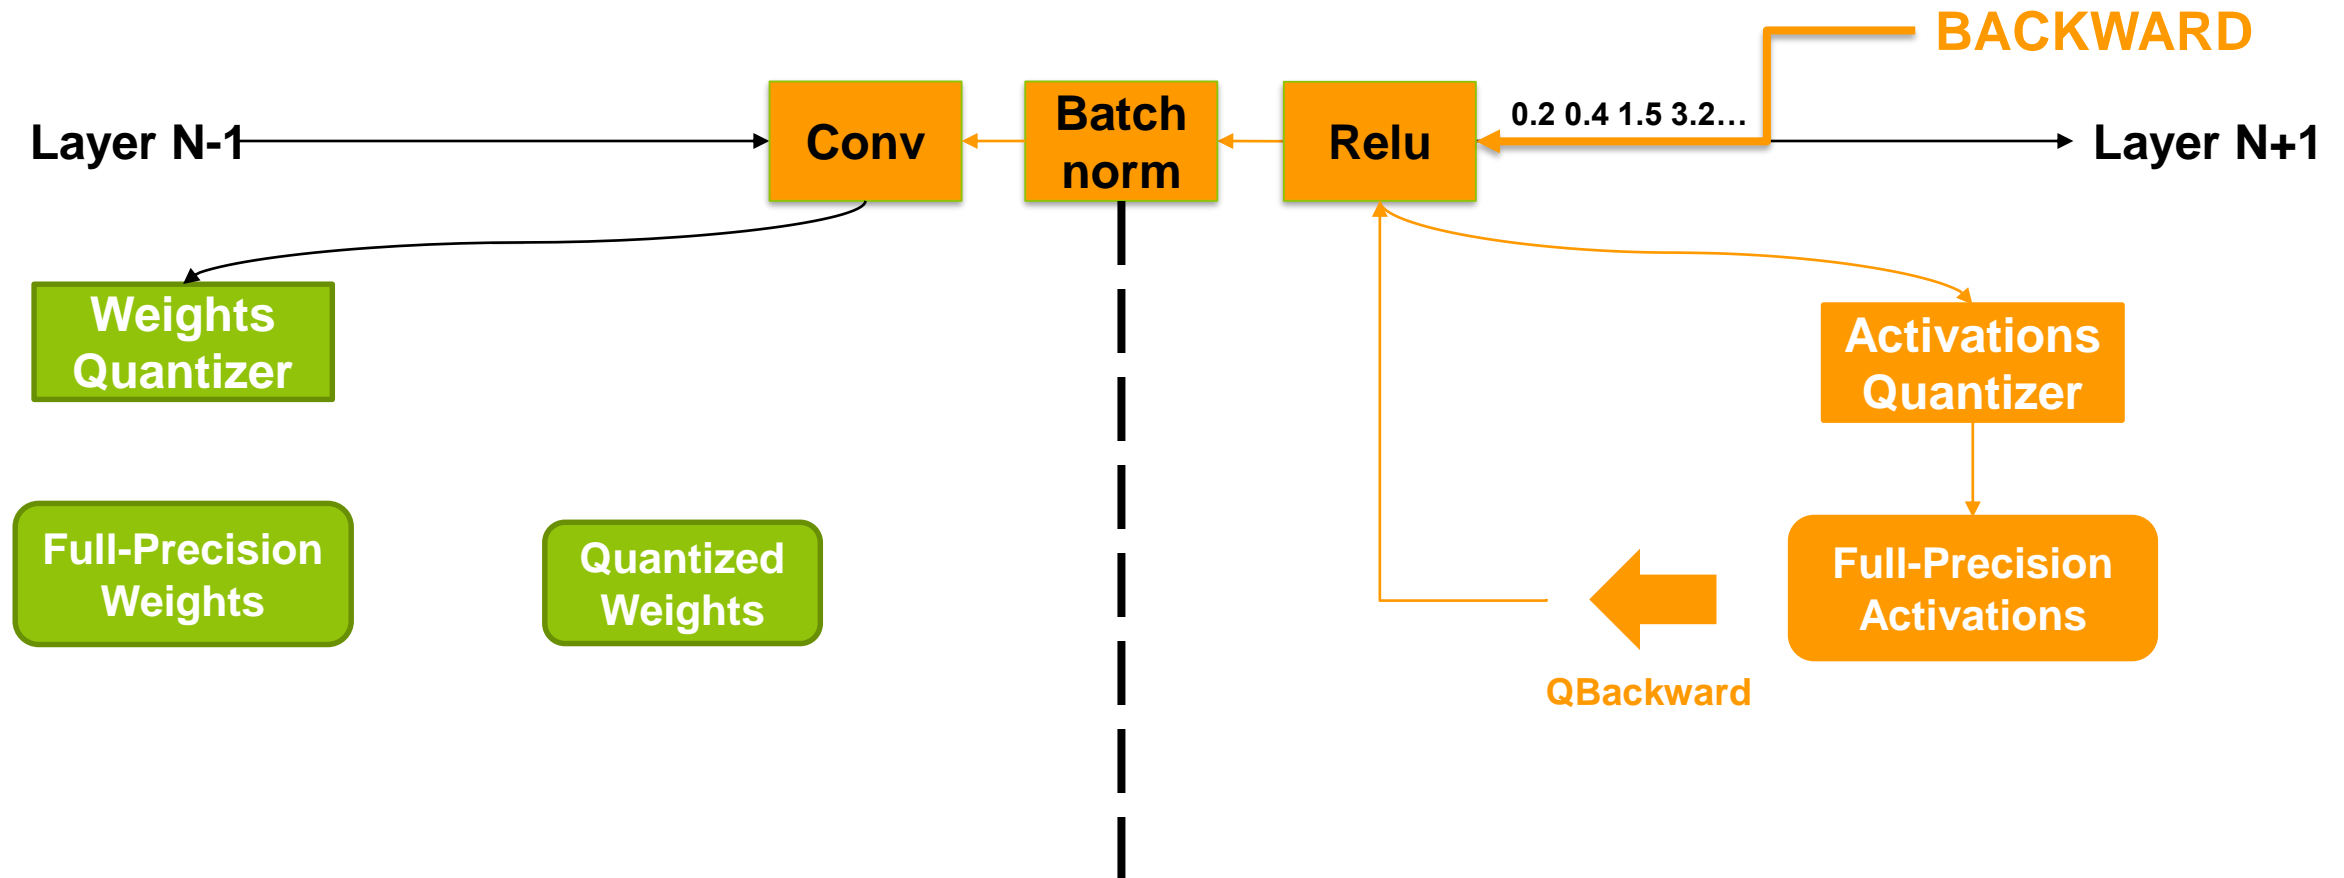 BACKWARD
Layer N-1
Conv
Batch
norm
Relu
0.2 0.4 1.5 3.2...
Layer N+1
Weights
Quantizer
Activations
Quantizer
Full-Precision
Weights
Quantized
Weights
Full-Precision
Activations
QBackward